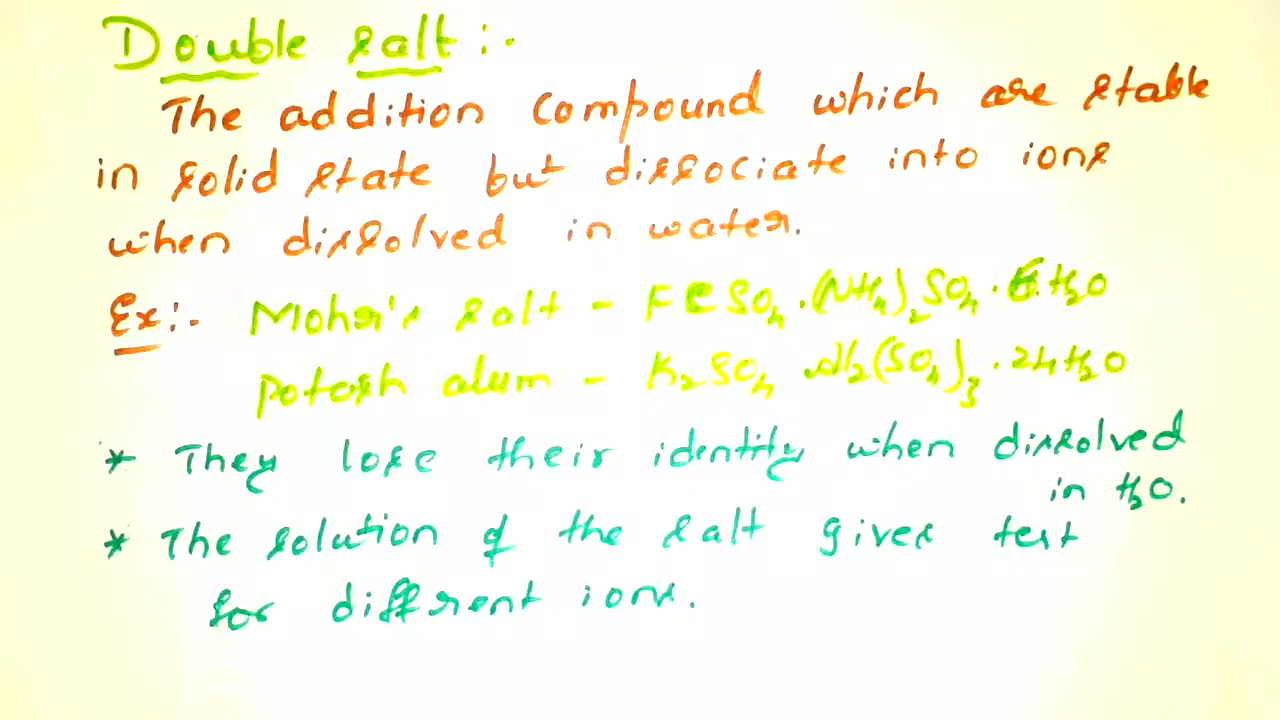 Double salt :-
The addition compound which are stable
in solid state but dissociate into ions
when dissolved in water.
Ex:- Mohr's salt - FeSO4.(NH4)2SO4.6H2O
potash alum - K2SO4.Al2(SO4)3.24H2O
* They lose their identity when dissolved
in H2O.
* The solution of the salt gives test
for different ions.